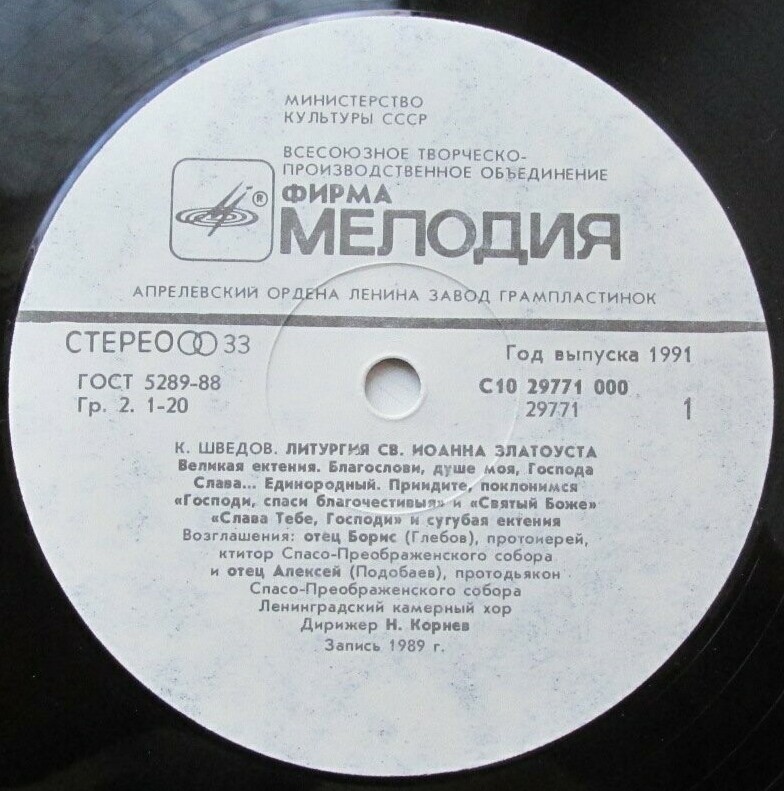 МИНИСТЕРСТВО
КУЛЬТУРЫ СССР
ВСЕСОЮЗНОЕ ТВОРЧЕСКО-
ПРОИЗВОДСТВЕННОЕ ОБЪЕДИНЕНИЕ
®
ФИРМА
МЕЛОДИЯ
АПРЕЛЕВСКИЙ ОРДЕНА ЛЕНИНА ЗАВОД ГРАМПЛАСТИНОК
СТЕРЕО 33
Год выпуска 1991
ГОСТ 5289-88
С10 29771 000
Гр. 2. 1-20
29771
1
К. ШВЕДОВ. ЛИТУРГИЯ СВ. ИОАННА ЗЛАТОУСТА
Великая ектения. Благослови, душе моя, Господа
Слава... Единородный. Приидите, поклонимся
«Господи, спаси благочестивыя» и «Святый Боже»
«Слава Тебе, Господи» и сугубая ектения
Возглашения: отец Борис (Глебов), протоиерей,
ктитор Спасо-Преображенского собора
и отец Алексей (Подобаев), протодьякон
Спасо-Преображенского собора
Ленинградский камерный хор
Дирижер Н. Корнев
Запись 1989 г.